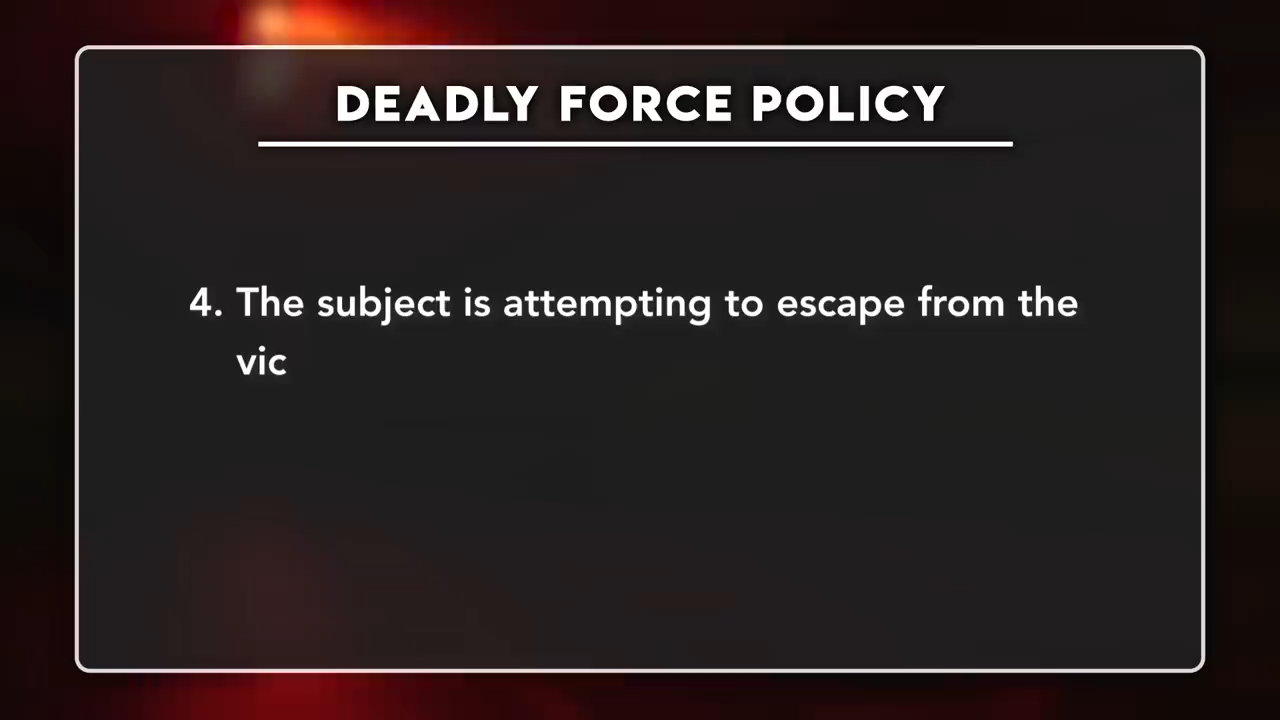 DEADLY FORCE POLICY
4. The subject is attempting to escape from the
vic